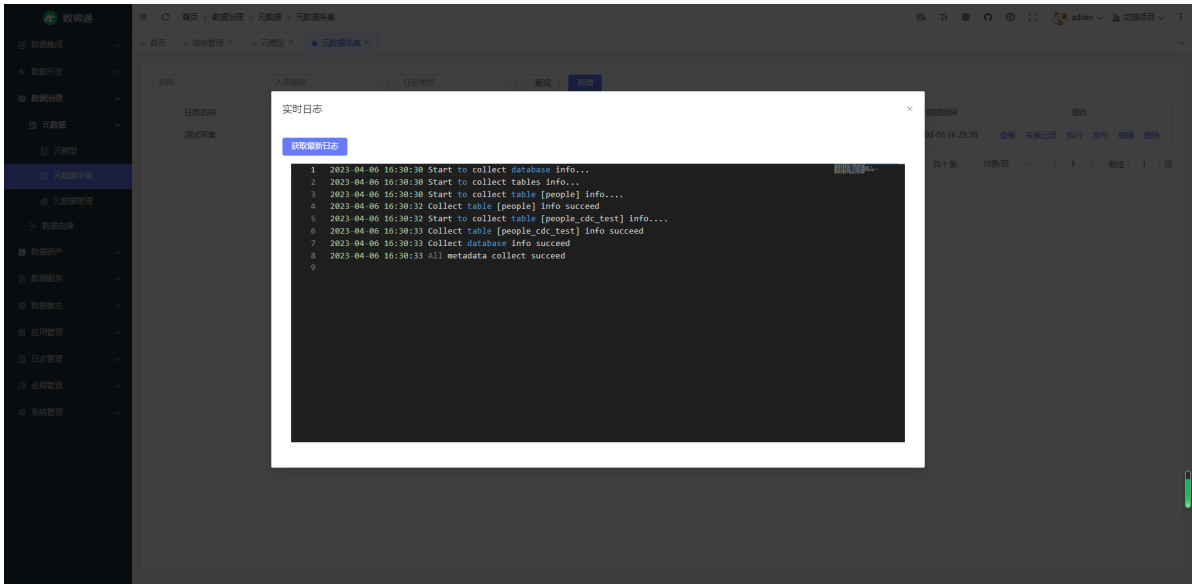 数睿通
首页 / 数据治理 / 元数据 / 元数据采集
admin
切换项目
数据集成
首页
菜单管理 ×
元模型 ×
元数据采集 ×
数据开发
数据治理
元数据
元模型
元数据采集
元数据管理
数据血缘
数据资产
数据服务
数据集市
应用管理
日志管理
全局管理
系统管理
名称
任务类型
查询
新增
任务名称
创建时间
操作
测试采集
04-06 16:29:38
查看 采集记录 执行 发布 编辑 删除
共 1 条
10条/页
1
前往 1 页
实时日志
×
获取最新日志
1 2023-04-06 16:30:30 Start to collect database info...
2 2023-04-06 16:30:30 Start to collect tables info...
3 2023-04-06 16:30:30 Start to collect table [people] info...、
4 2023-04-06 16:30:32 Collect table [people] info succeed
5 2023-04-06 16:30:32 Start to collect table [people_cdc_test] info...、
6 2023-04-06 16:30:33 Collect table [people_cdc_test] info succeed
7 2023-04-06 16:30:33 Collect database info succeed
8 2023-04-06 16:30:33 All metadata collect succeed
9